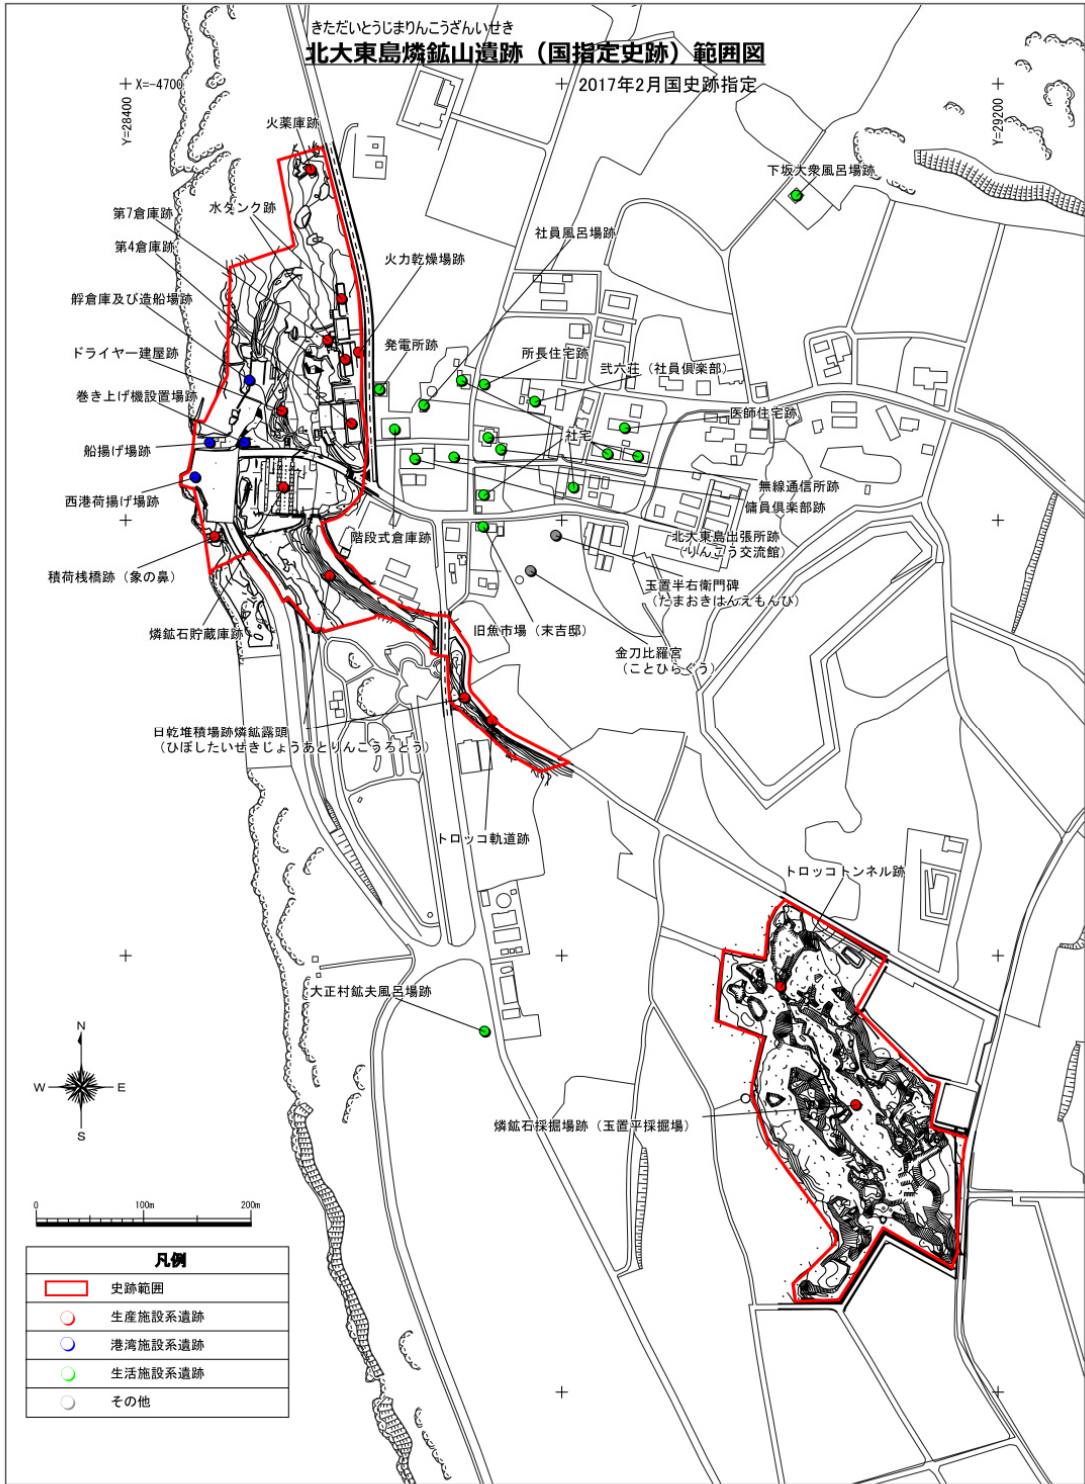 きただいとうじまりんこうざんいせき
北大東島燐鉱山遺跡（国指定史跡）範囲図
2017年2月国史跡指定
X=-4700
Y=28400
Y=29200
火薬庫跡
下坂大衆風呂場跡
第7倉庫跡
水タンク跡
社員風呂場跡
第4倉庫跡
火力乾燥場跡
艀倉庫及び造船場跡
ドライヤー建屋跡
発電所跡
所長住宅跡
弐六荘（社員倶楽部）
巻き上げ機設置場跡
医師住宅跡
船揚げ場跡
社宅
西港荷揚げ場跡
無線通信所跡
傭員倶楽部跡
階段式倉庫跡
北大東島出張所跡
（りんこう交流館）
積荷桟橋跡（象の鼻）
玉置半右衛門碑
（たまおきはんえもんひ）
燐鉱石貯蔵庫跡
旧魚市場（末吉邸）
金刀比羅宮
（ことひらぐう）
日乾堆積場跡燐鉱露頭
（ひぼしたいせきじょうあとりんこうろとう）
トロッコ軌道跡
トロッコトンネル跡
大正村鉱夫風呂場跡
燐鉱石採掘場跡（玉置平採掘場）
N
W
E
S
0
100m
200m
凡例
史跡範囲
生産施設系遺跡
港湾施設系遺跡
生活施設系遺跡
その他